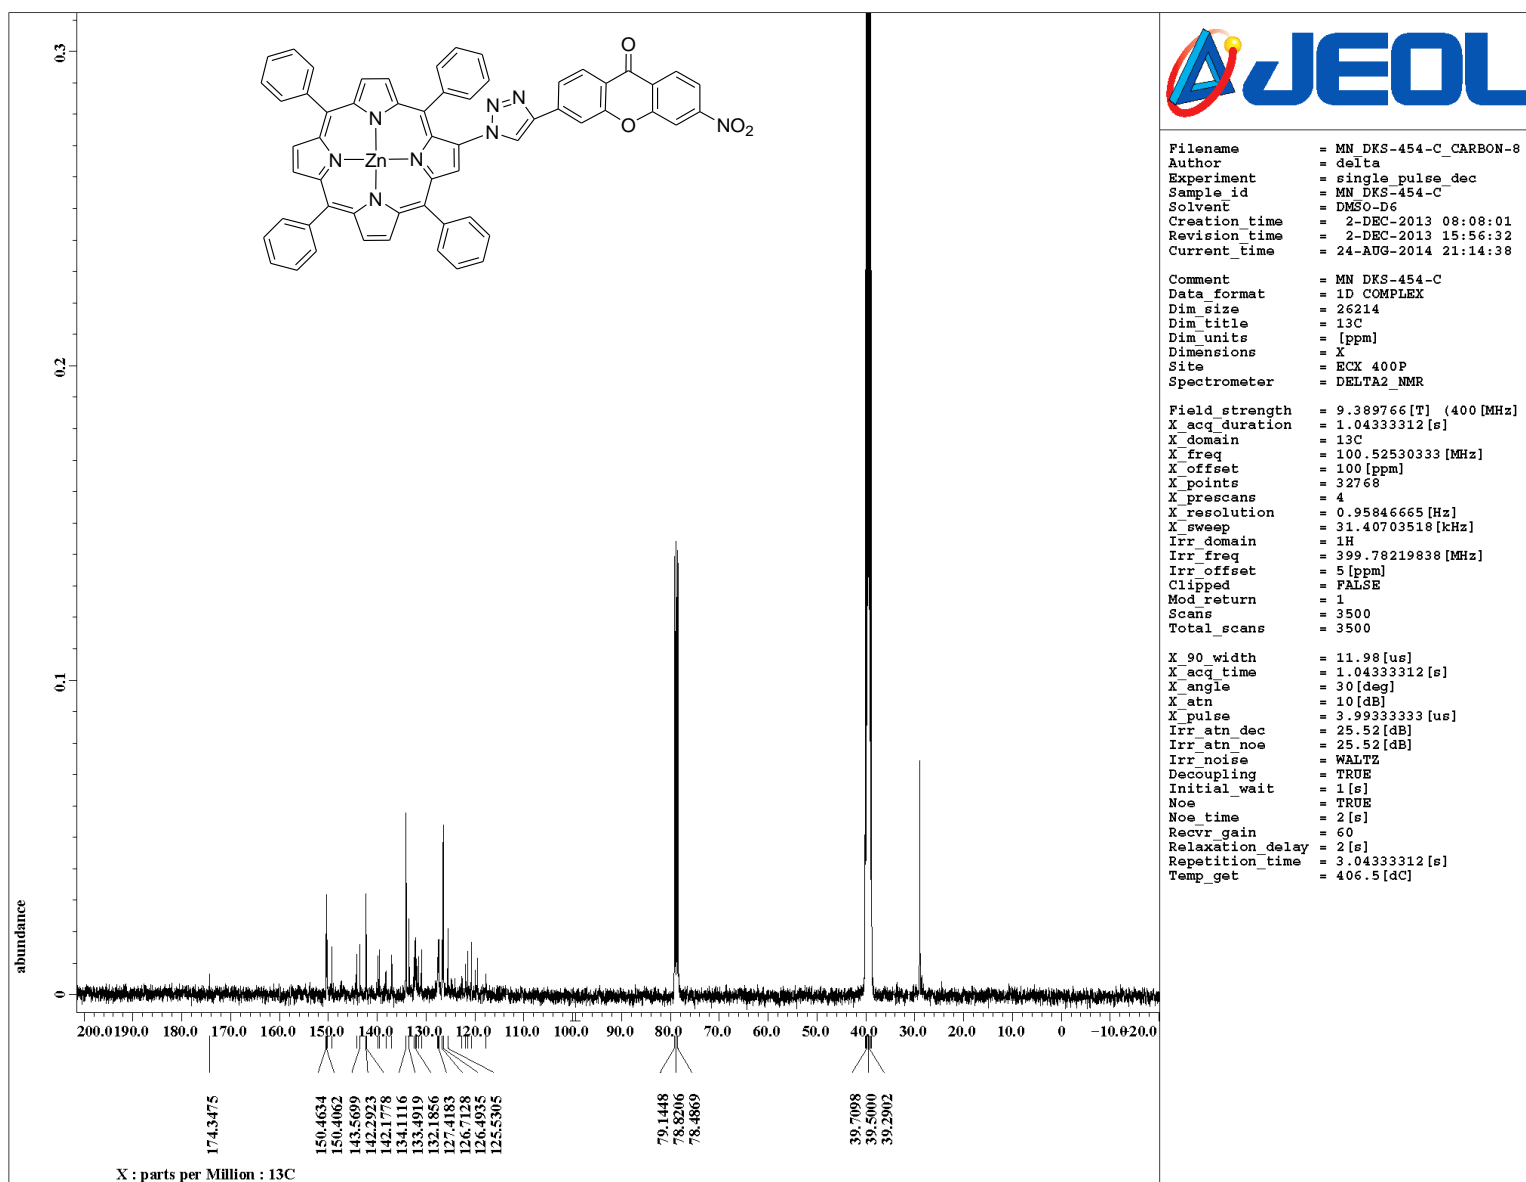 JEOL
O
N
N
N
NO2
O
N
N
Zn
N
N
0.3
0.2
0.1
0
abundance
200.0 190.0 180.0 170.0 160.0 150.0 140.0 130.0 120.0 110.0 100.0 90.0 80.0 70.0 60.0 50.0 40.0 30.0 20.0 10.0 0 -10.0 -20.0
174.3475
150.4634
150.4062
143.5699
142.2923
142.1778
134.1116
133.4919
132.1856
127.4183
126.7128
126.4935
125.5305
79.1448
78.8206
78.4869
39.7098
39.5000
39.2902
X : parts per Million : 13C
Filename = MN_DKS-454-C_CARBON-8
Author = delta
Experiment = single_pulse_dec
Sample_id = MN_DKS-454-C
Solvent = DMSO-D6
Creation_time = 2-DEC-2013 08:08:01
Revision_time = 2-DEC-2013 15:56:32
Current_time = 24-AUG-2014 21:14:38
Comment = MN DKS-454-C
Data_format = 1D COMPLEX
Dim_size = 26214
Dim_title = 13C
Dim_units = [ppm]
Dimensions = X
Site = ECX 400P
Spectrometer = DELTA2_NMR
Field_strength = 9.389766[T] (400[MHz]
X_acq_duration = 1.04333312[s]
X_domain = 13C
X_freq = 100.52530333[MHz]
X_offset = 100[ppm]
X_points = 32768
X_prescans = 4
X_resolution = 0.95846665[Hz]
X_sweep = 31.40703518[kHz]
Irr_domain = 1H
Irr_freq = 399.78219838[MHz]
Irr_offset = 5[ppm]
Clipped = FALSE
Mod_return = 1
Scans = 3500
Total_scans = 3500
X_90_width = 11.98[us]
X_acq_time = 1.04333312[s]
X_angle = 30[deg]
X_atn = 10[dB]
X_pulse = 3.99333333[us]
Irr_atn_dec = 25.52[dB]
Irr_atn_noe = 25.52[dB]
Irr_noise = WALTZ
Decoupling = TRUE
Initial_wait = 1[s]
Noe = TRUE
Noe_time = 2[s]
Recvr_gain = 60
Relaxation_delay = 2[s]
Repetition_time = 3.04333312[s]
Temp_get = 406.5[dC]